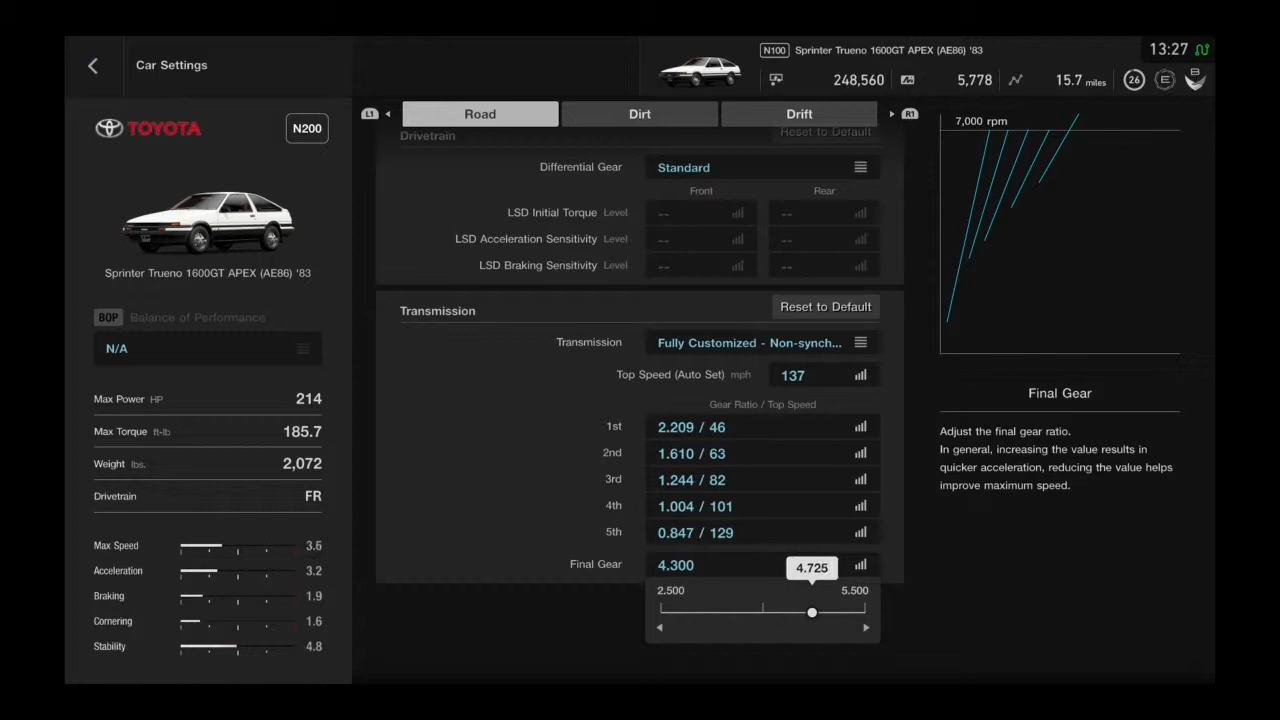 Car Settings
N100 Sprinter Trueno 1600GT APEX (AE86) '83
13:27
248,560 5,778 15.7 miles 26 E B
TOYOTA N200
Sprinter Trueno 1600GT APEX (AE86) '83
BOP Balance of Performance
N/A
Max Power HP 214
Max Torque ft-lb 185.7
Weight lbs. 2,072
Drivetrain FR
Max Speed 3.6
Acceleration 3.2
Braking 1.9
Cornering 1.6
Stability 4.8
L1 Road Dirt Drift R1
Drivetrain Reset to Default
Differential Gear Standard
Front Rear
LSD Initial Torque Level -- --
LSD Acceleration Sensitivity Level -- --
LSD Braking Sensitivity Level -- --
Transmission Reset to Default
Transmission Fully Customized - Non-synch...
Top Speed (Auto Set) mph 137
Gear Ratio / Top Speed
1st 2.209 / 46
2nd 1.610 / 63
3rd 1.244 / 82
4th 1.004 / 101
5th 0.847 / 129
Final Gear 4.300
4.725
2.500 5.500
7,000 rpm
Final Gear
Adjust the final gear ratio.
In general, increasing the value results in
quicker acceleration, reducing the value helps
improve maximum speed.